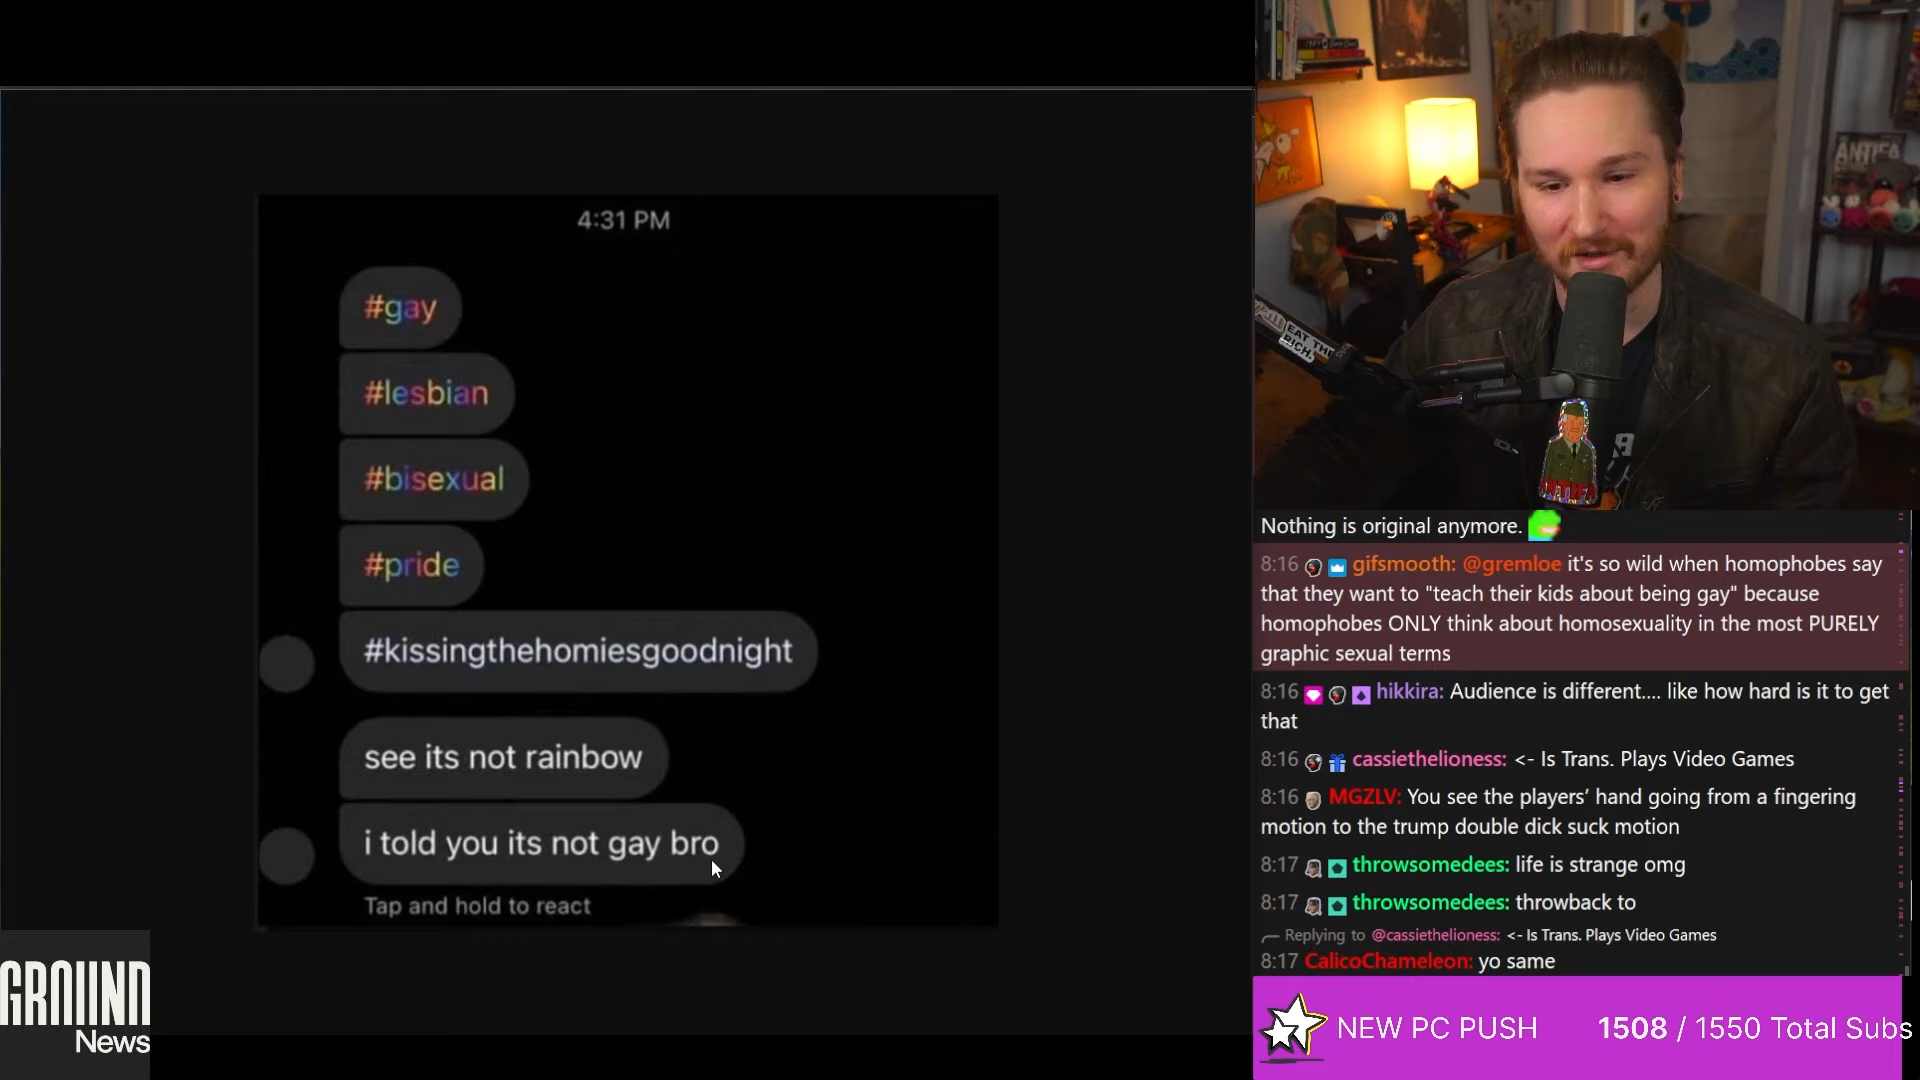 4:31 PM
#gay
#lesbian
#bisexual
#pride
#kissingthehomiesgoodnight
see its not rainbow
i told you its not gay bro
Tap and hold to react
GROUND
News
ANTIFA
EAT THE
RICH.
ANTIFA
Nothing is original anymore.
8:16 gifsmooth: @gremloe it's so wild when homophobes say
that they want to "teach their kids about being gay" because
homophobes ONLY think about homosexuality in the most PURELY
graphic sexual terms
8:16 hikkira: Audience is different.... like how hard is it to get
that
8:16 cassiethelioness: <- Is Trans. Plays Video Games
8:16 MGZLV: You see the players’ hand going from a fingering
motion to the trump double dick suck motion
8:17 throwsomedees: life is strange omg
8:17 throwsomedees: throwback to
Replying to @cassiethelioness: <- Is Trans. Plays Video Games
8:17 CalicoChameleon: yo same
NEW PC PUSH 1508 / 1550 Total Subs